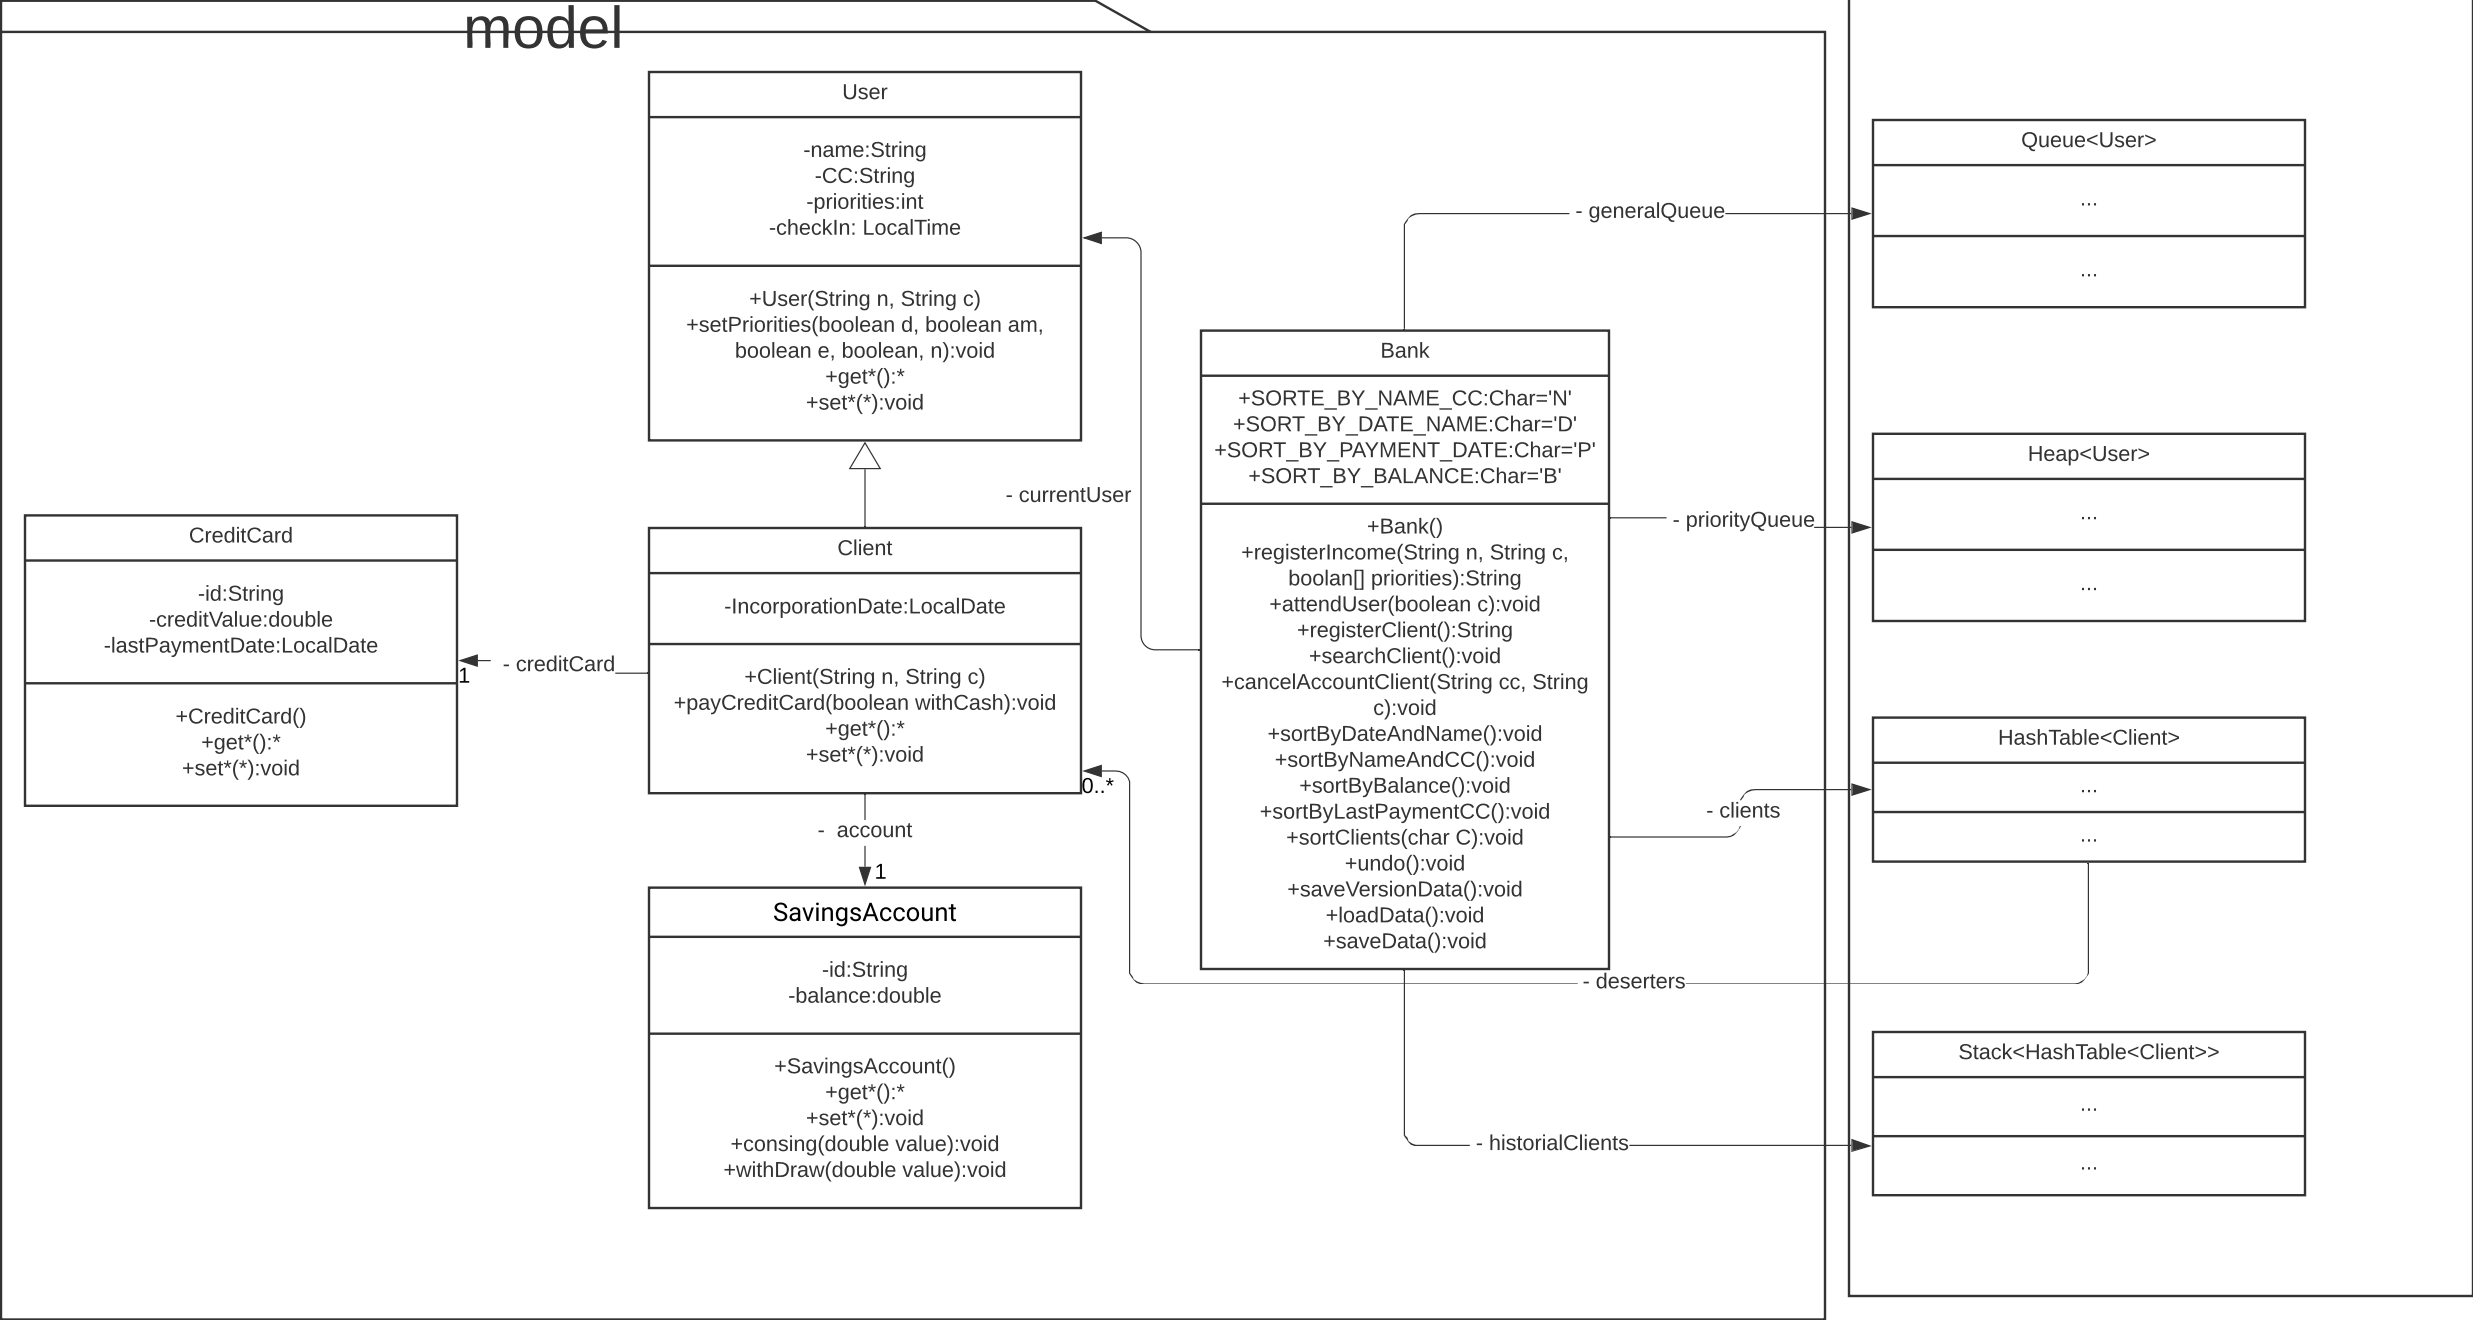 model
User
-name:String
-CC:String
-priorities:int
-checkIn: LocalTime
+User(String n, String c)
+setPriorities(boolean d, boolean am,
boolean e, boolean, n):void
+get*():*
+set*(*):void
- currentUser
CreditCard
-id:String
-creditValue:double
-lastPaymentDate:LocalDate
+CreditCard()
+get*():*
+set*(*):void
1
- creditCard
Client
-IncorporationDate:LocalDate
+Client(String n, String c)
+payCreditCard(boolean withCash):void
+get*():*
+set*(*):void
0..*
- account
1
SavingsAccount
-id:String
-balance:double
+SavingsAccount()
+get*():*
+set*(*):void
+consing(double value):void
+withDraw(double value):void
Bank
+SORTE_BY_NAME_CC:Char='N'
+SORT_BY_DATE_NAME:Char='D'
+SORT_BY_PAYMENT_DATE:Char='P'
+SORT_BY_BALANCE:Char='B'
+Bank()
+registerIncome(String n, String c,
boolan[] priorities):String
+attendUser(boolean c):void
+registerClient():String
+searchClient():void
+cancelAccountClient(String cc, String
c):void
+sortByDateAndName():void
+sortByNameAndCC():void
+sortByBalance():void
+sortByLastPaymentCC():void
+sortClients(char C):void
+undo():void
+saveVersionData():void
+loadData():void
+saveData():void
- generalQueue
- priorityQueue
- clients
- deserters
- historialClients
Queue<User>
...
...
Heap<User>
...
...
HashTable<Client>
...
...
Stack<HashTable<Client>>
...
...